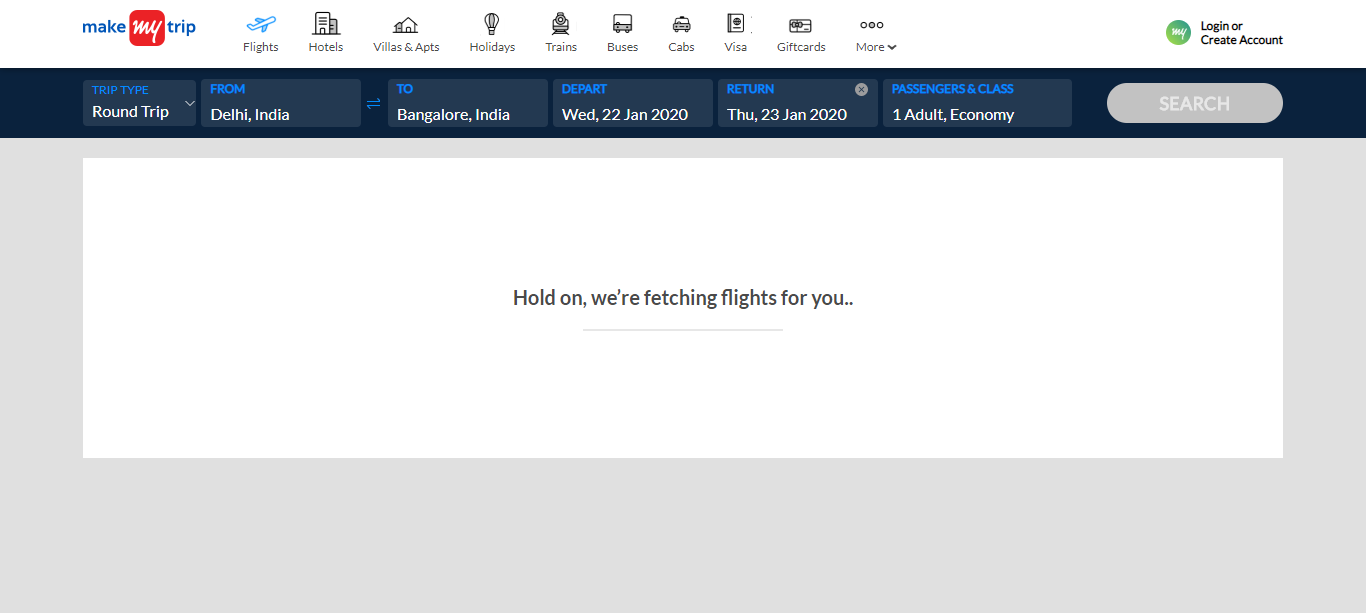 make my trip
Flights
Hotels
Villas & Apts
Holidays
Trains
Buses
Cabs
Visa
Giftcards
More
my
Login or
Create Account
TRIP TYPE
Round Trip
FROM
Delhi, India
TO
Bangalore, India
DEPART
Wed, 22 Jan 2020
RETURN
Thu, 23 Jan 2020
PASSENGERS & CLASS
1 Adult, Economy
SEARCH
Hold on, we’re fetching flights for you..